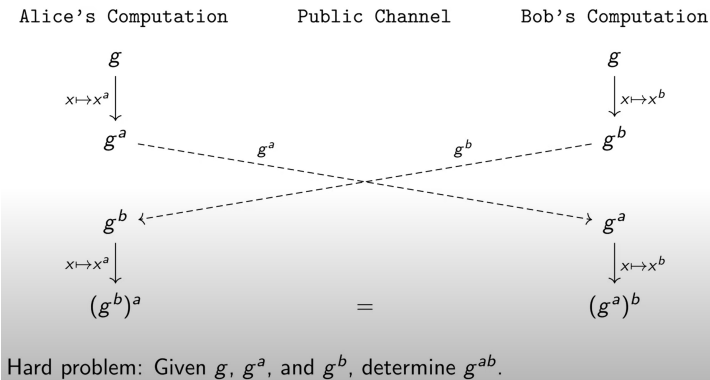 Alice's Computation Public Channel Bob's Computation
g g
x↦x^a x↦x^b
g^a g^a g^b g^b
g^b g^a
x↦x^a x↦x^b
(g^b)^a = (g^a)^b
Hard problem: Given g, g^a, and g^b, determine g^{ab}.